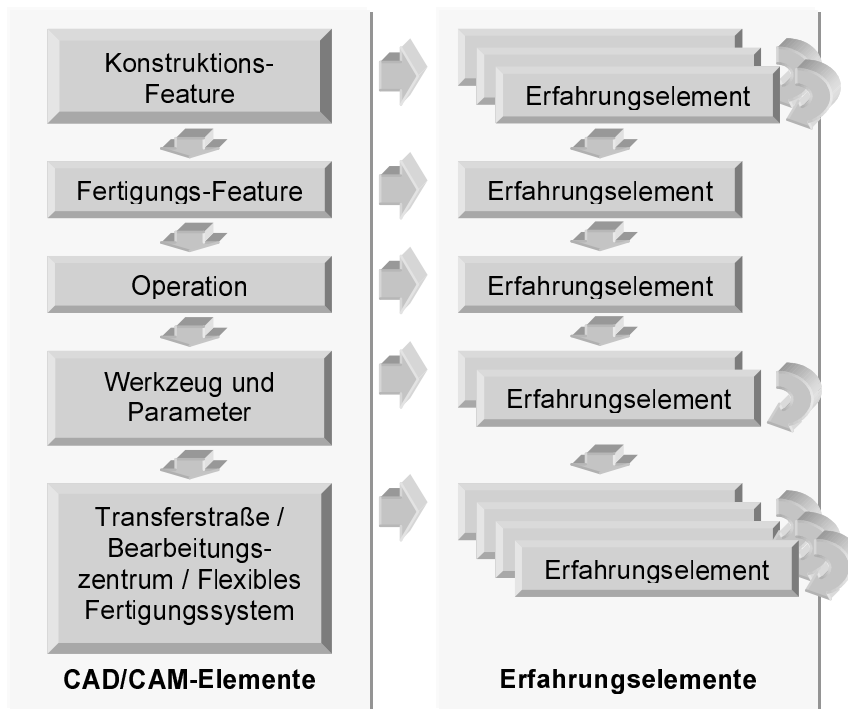 Konstruktions-
Feature
Erfahrungselement
Fertigungs-Feature
Erfahrungselement
Operation
Erfahrungselement
Werkzeug und
Parameter
Erfahrungselement
Transferstraße /
Bearbeitungs-
zentrum / Flexibles
Fertigungssystem
Erfahrungselement
CAD/CAM-Elemente
Erfahrungselemente